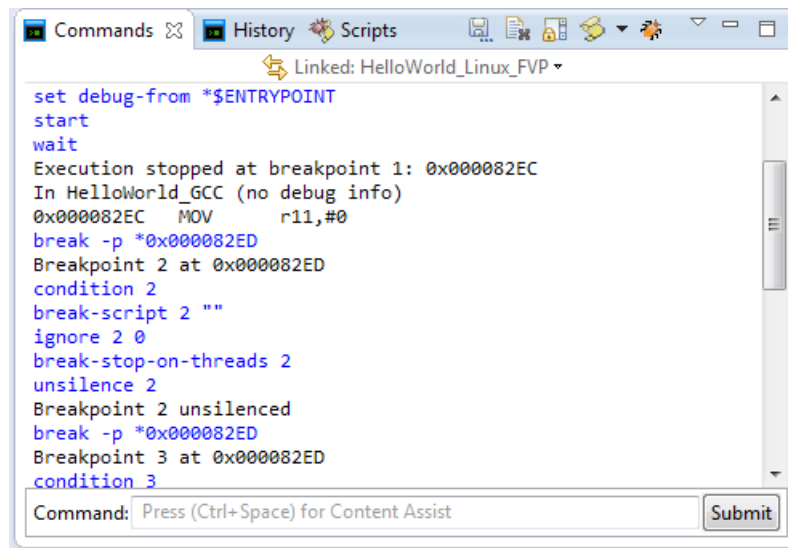 Commands History Scripts
Linked: HelloWorld_Linux_FVP
set debug-from *$ENTRYPOINT
start
wait
Execution stopped at breakpoint 1: 0x000082EC
In HelloWorld_GCC (no debug info)
0x000082EC MOV r11,#0
break -p *0x000082ED
Breakpoint 2 at 0x000082ED
condition 2
break-script 2 ""
ignore 2 0
break-stop-on-threads 2
unsilence 2
Breakpoint 2 unsilenced
break -p *0x000082ED
Breakpoint 3 at 0x000082ED
condition 3
Command: Press (Ctrl+Space) for Content Assist Submit